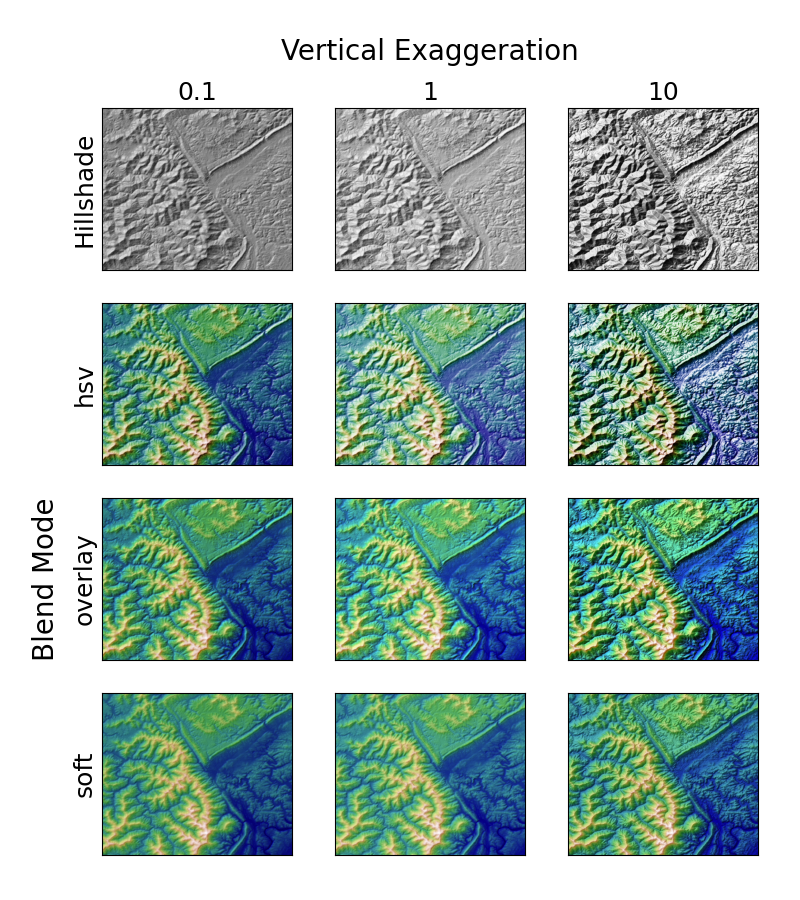 Vertical Exaggeration
0.1
1
10
Hillshade
hsv
Blend Mode
overlay
soft